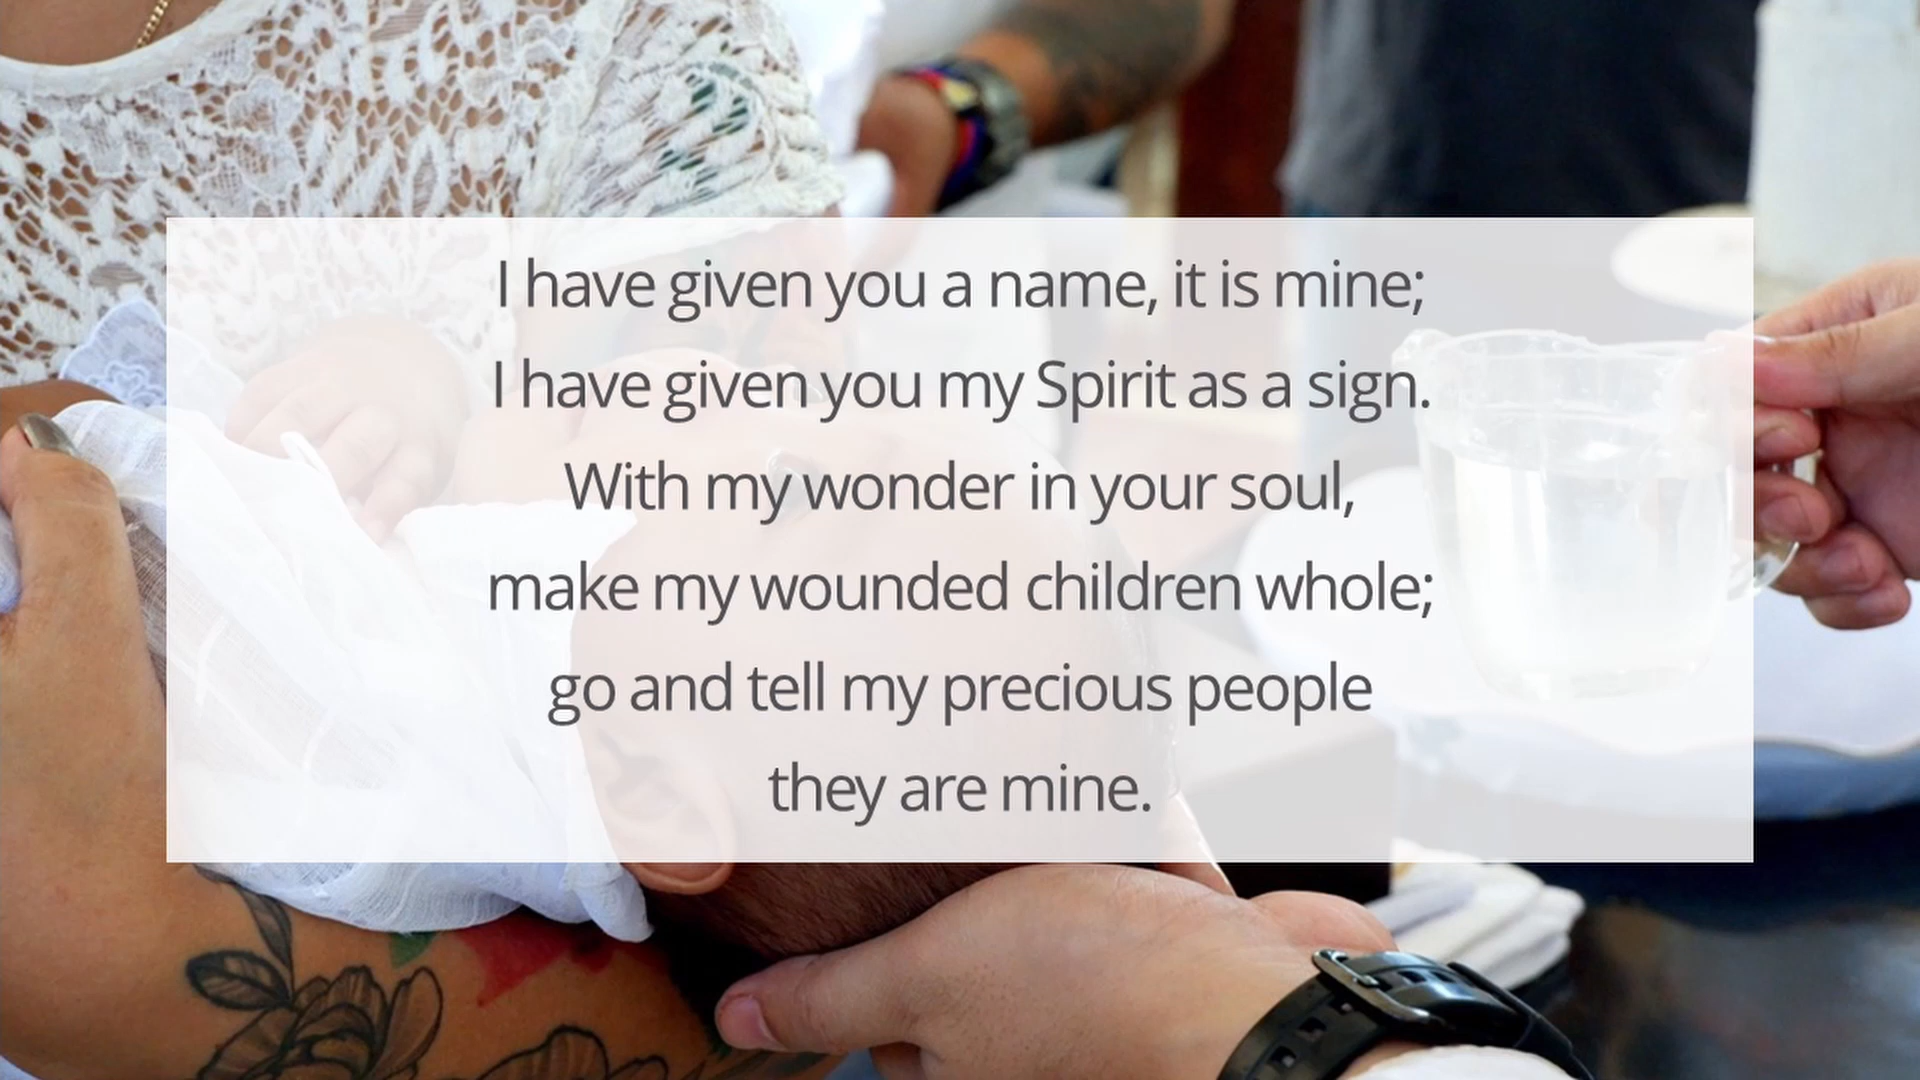 I have given you a name, it is mine;
I have given you my Spirit as a sign.
With my wonder in your soul,
make my wounded children whole;
go and tell my precious people
they are mine.